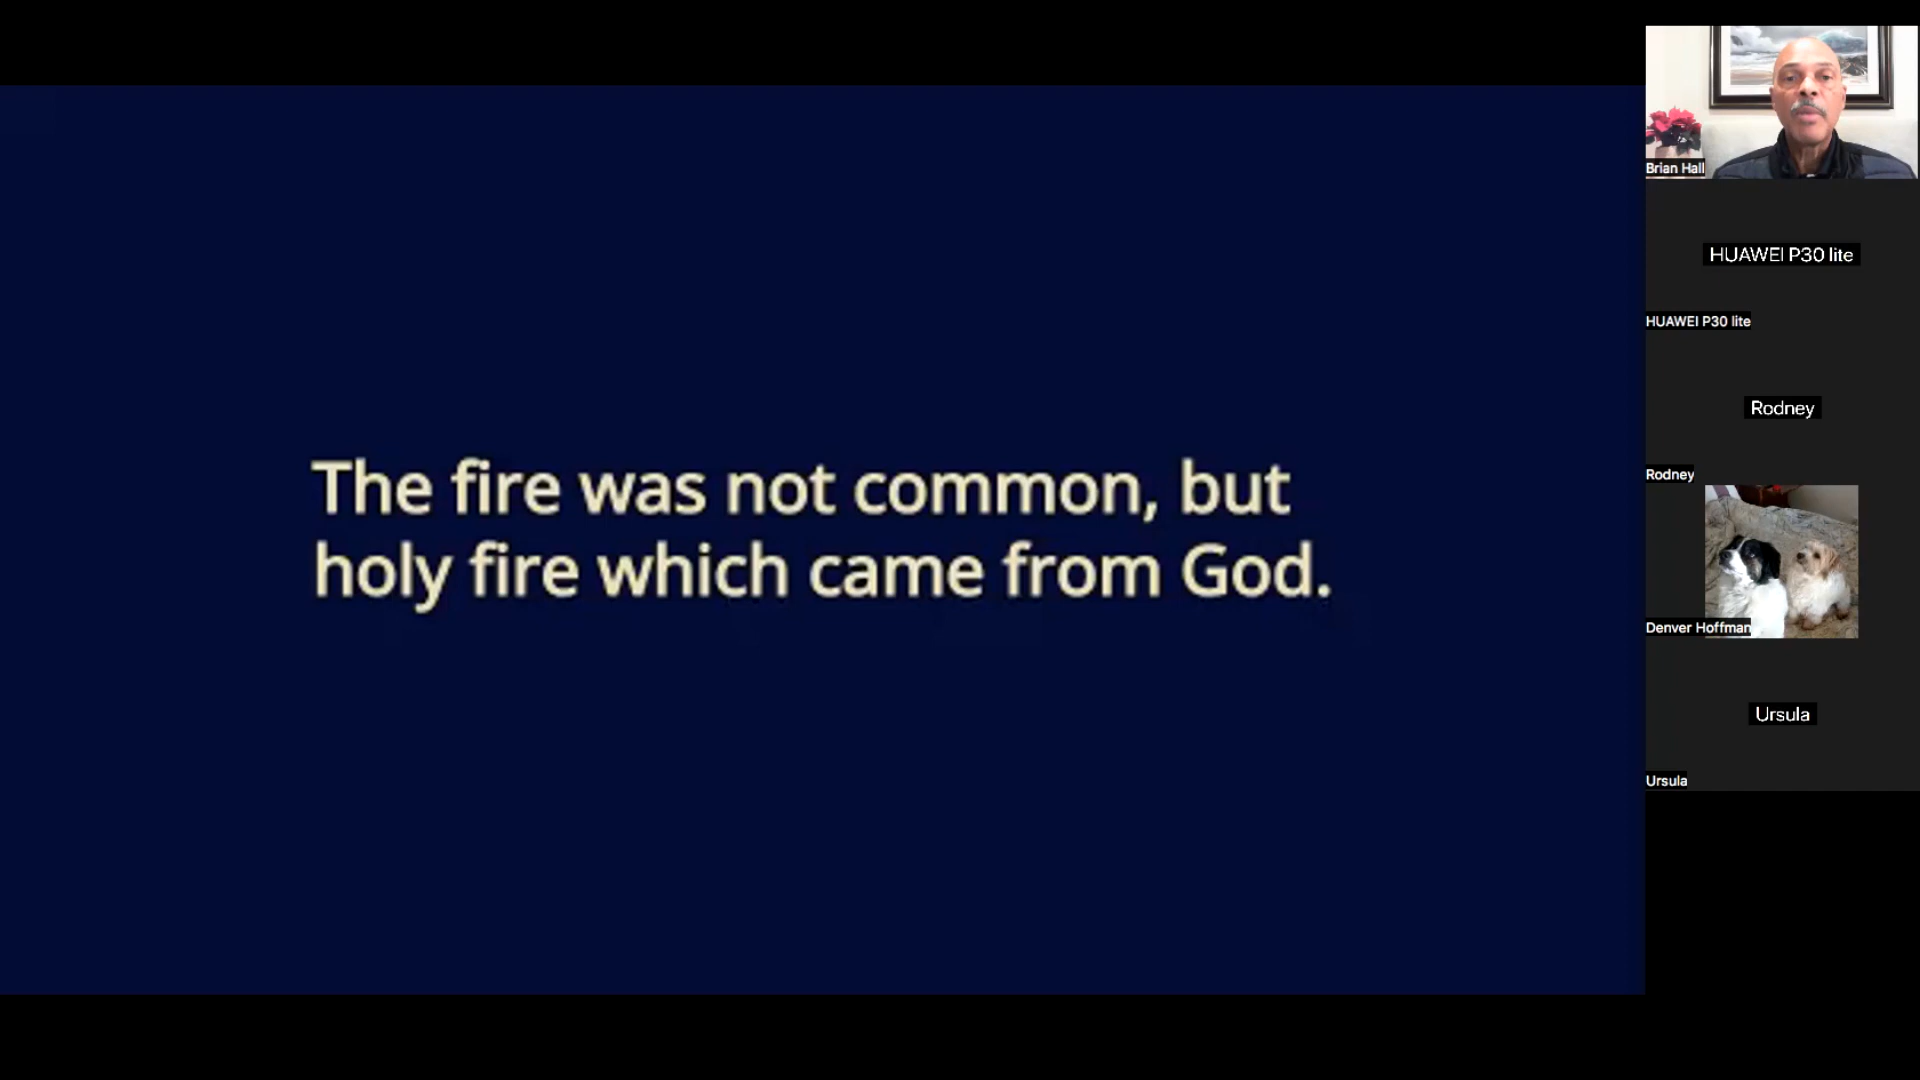 The fire was not common, but
holy fire which came from God.
Brian Hall
HUAWEI P30 lite
HUAWEI P30 lite
Rodney
Rodney
Denver Hoffman
Ursula
Ursula